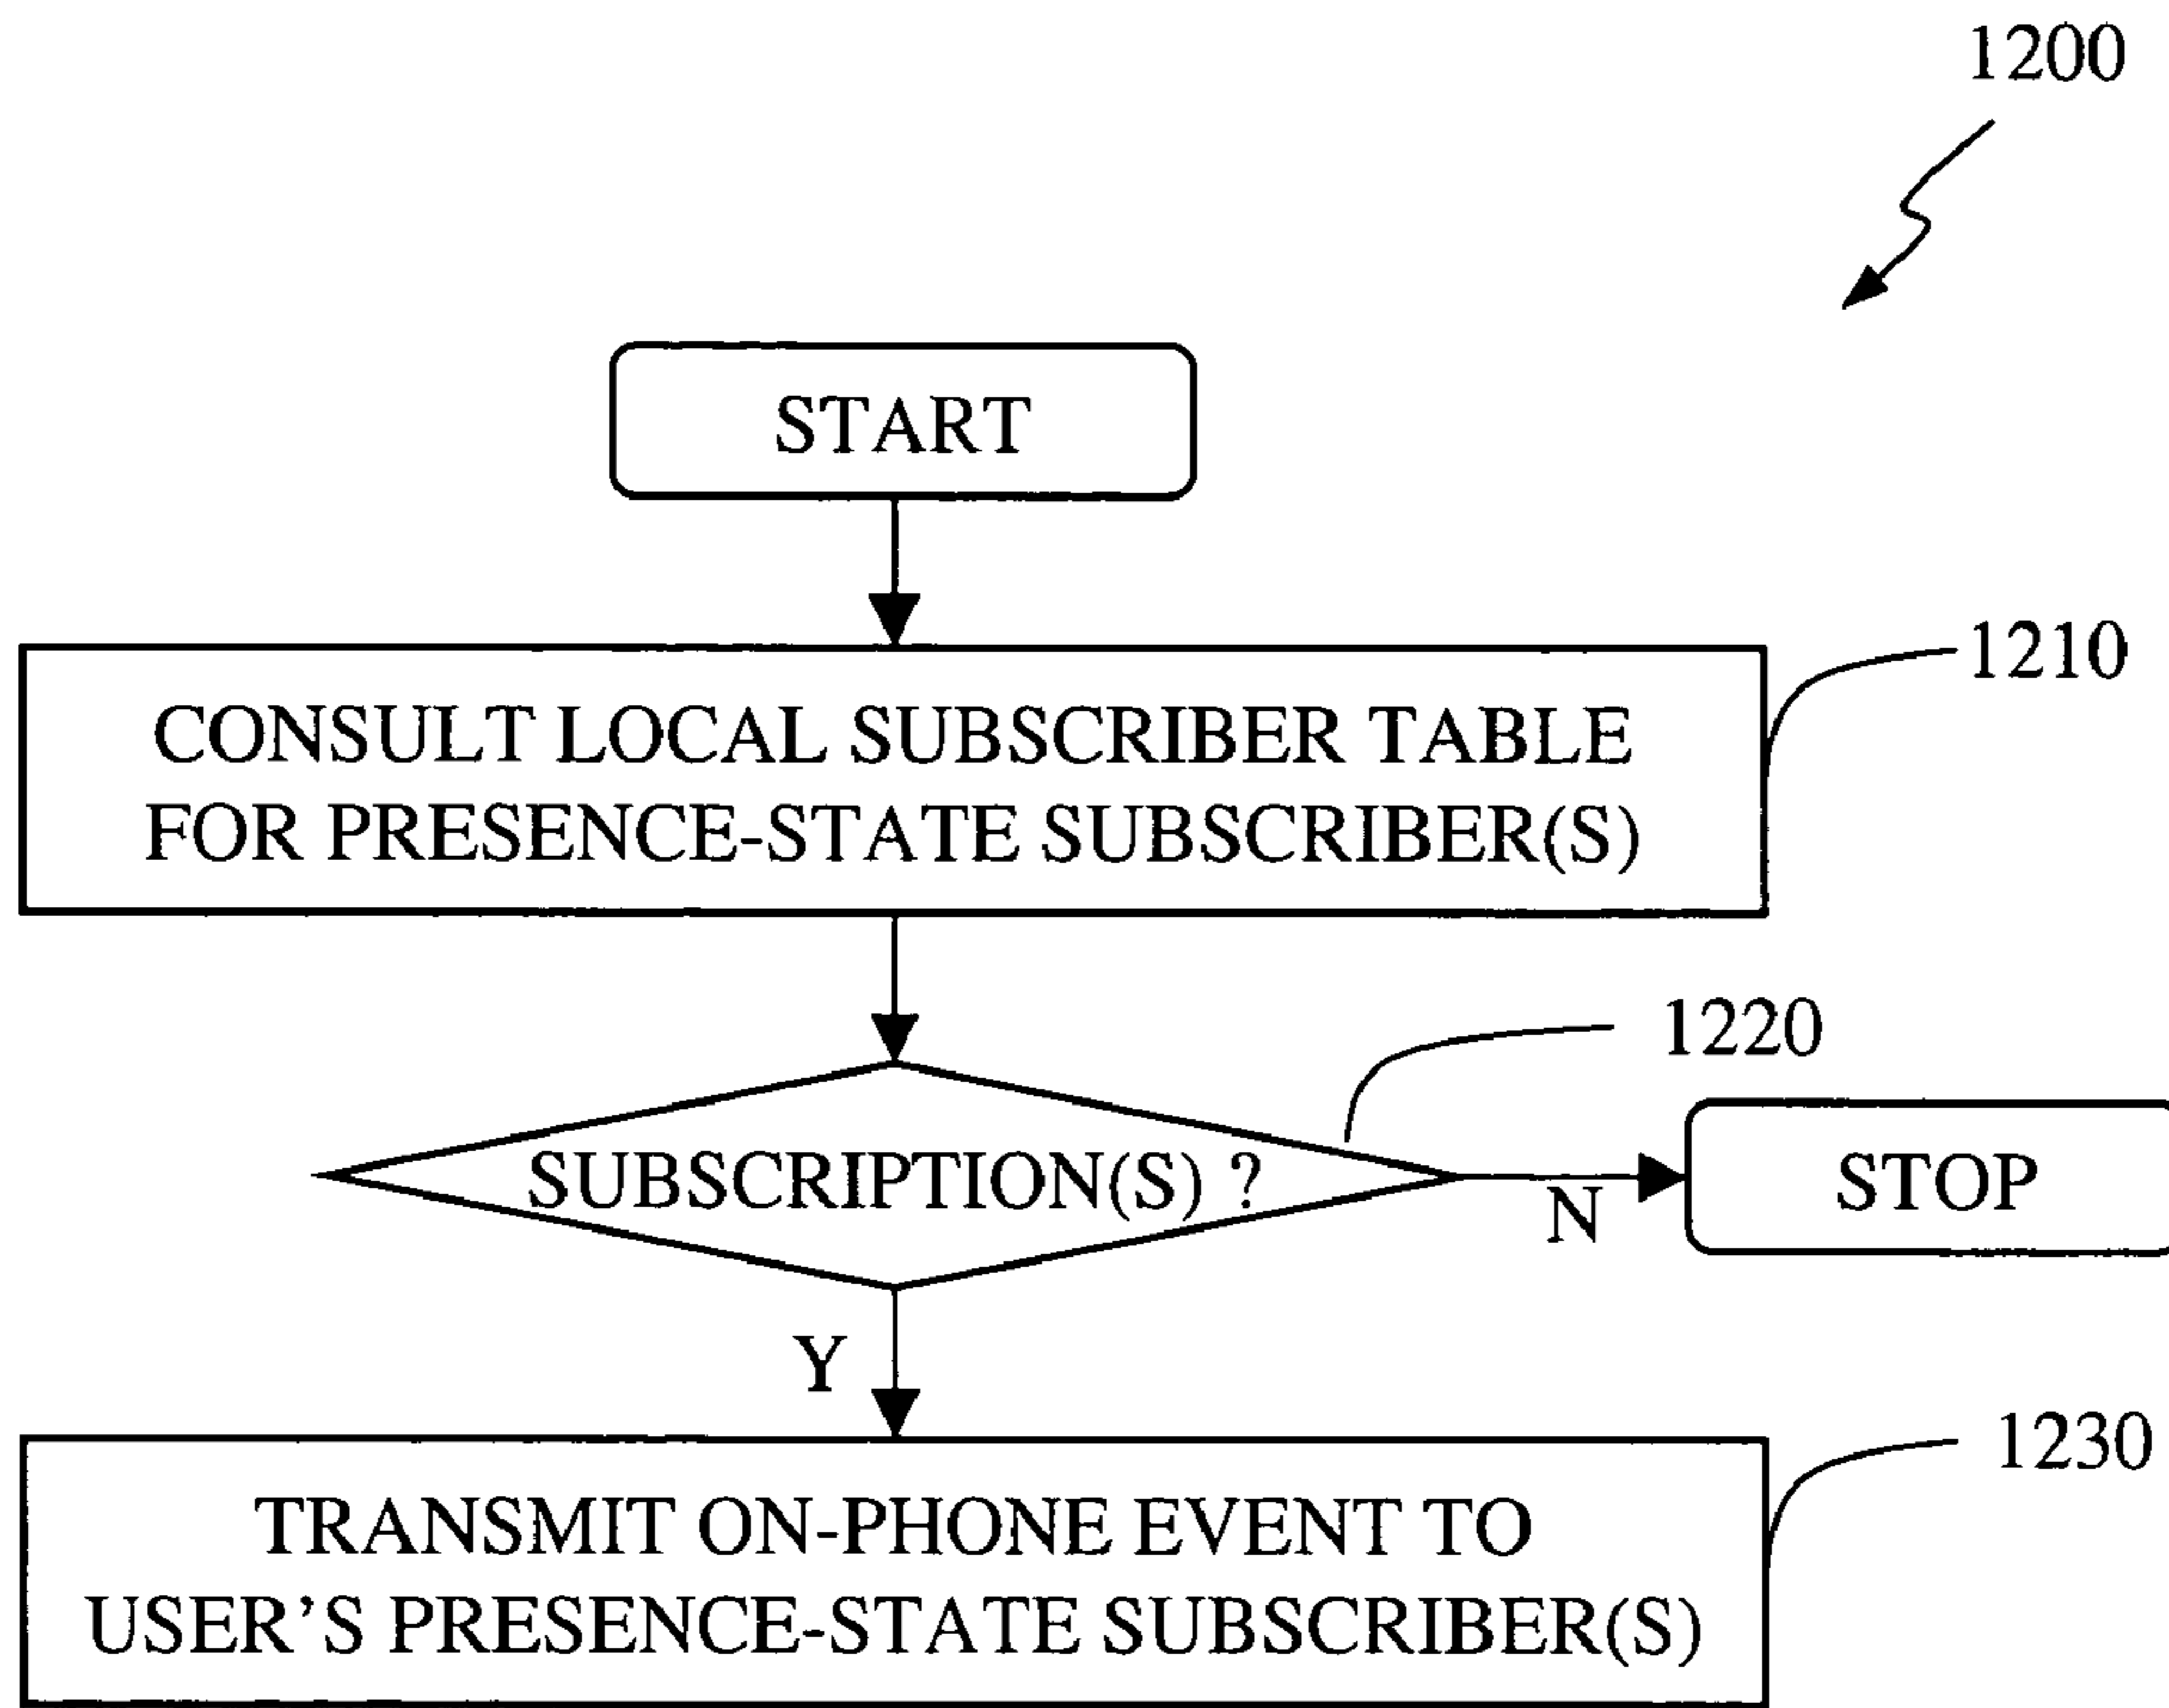 1200
START
1210
CONSULT LOCAL SUBSCRIBER TABLE
FOR PRESENCE-STATE SUBSCRIBER(S)
1220
SUBSCRIPTION(S) ?
N
STOP
Y
1230
TRANSMIT ON-PHONE EVENT TO
USER'S PRESENCE-STATE SUBSCRIBER(S)